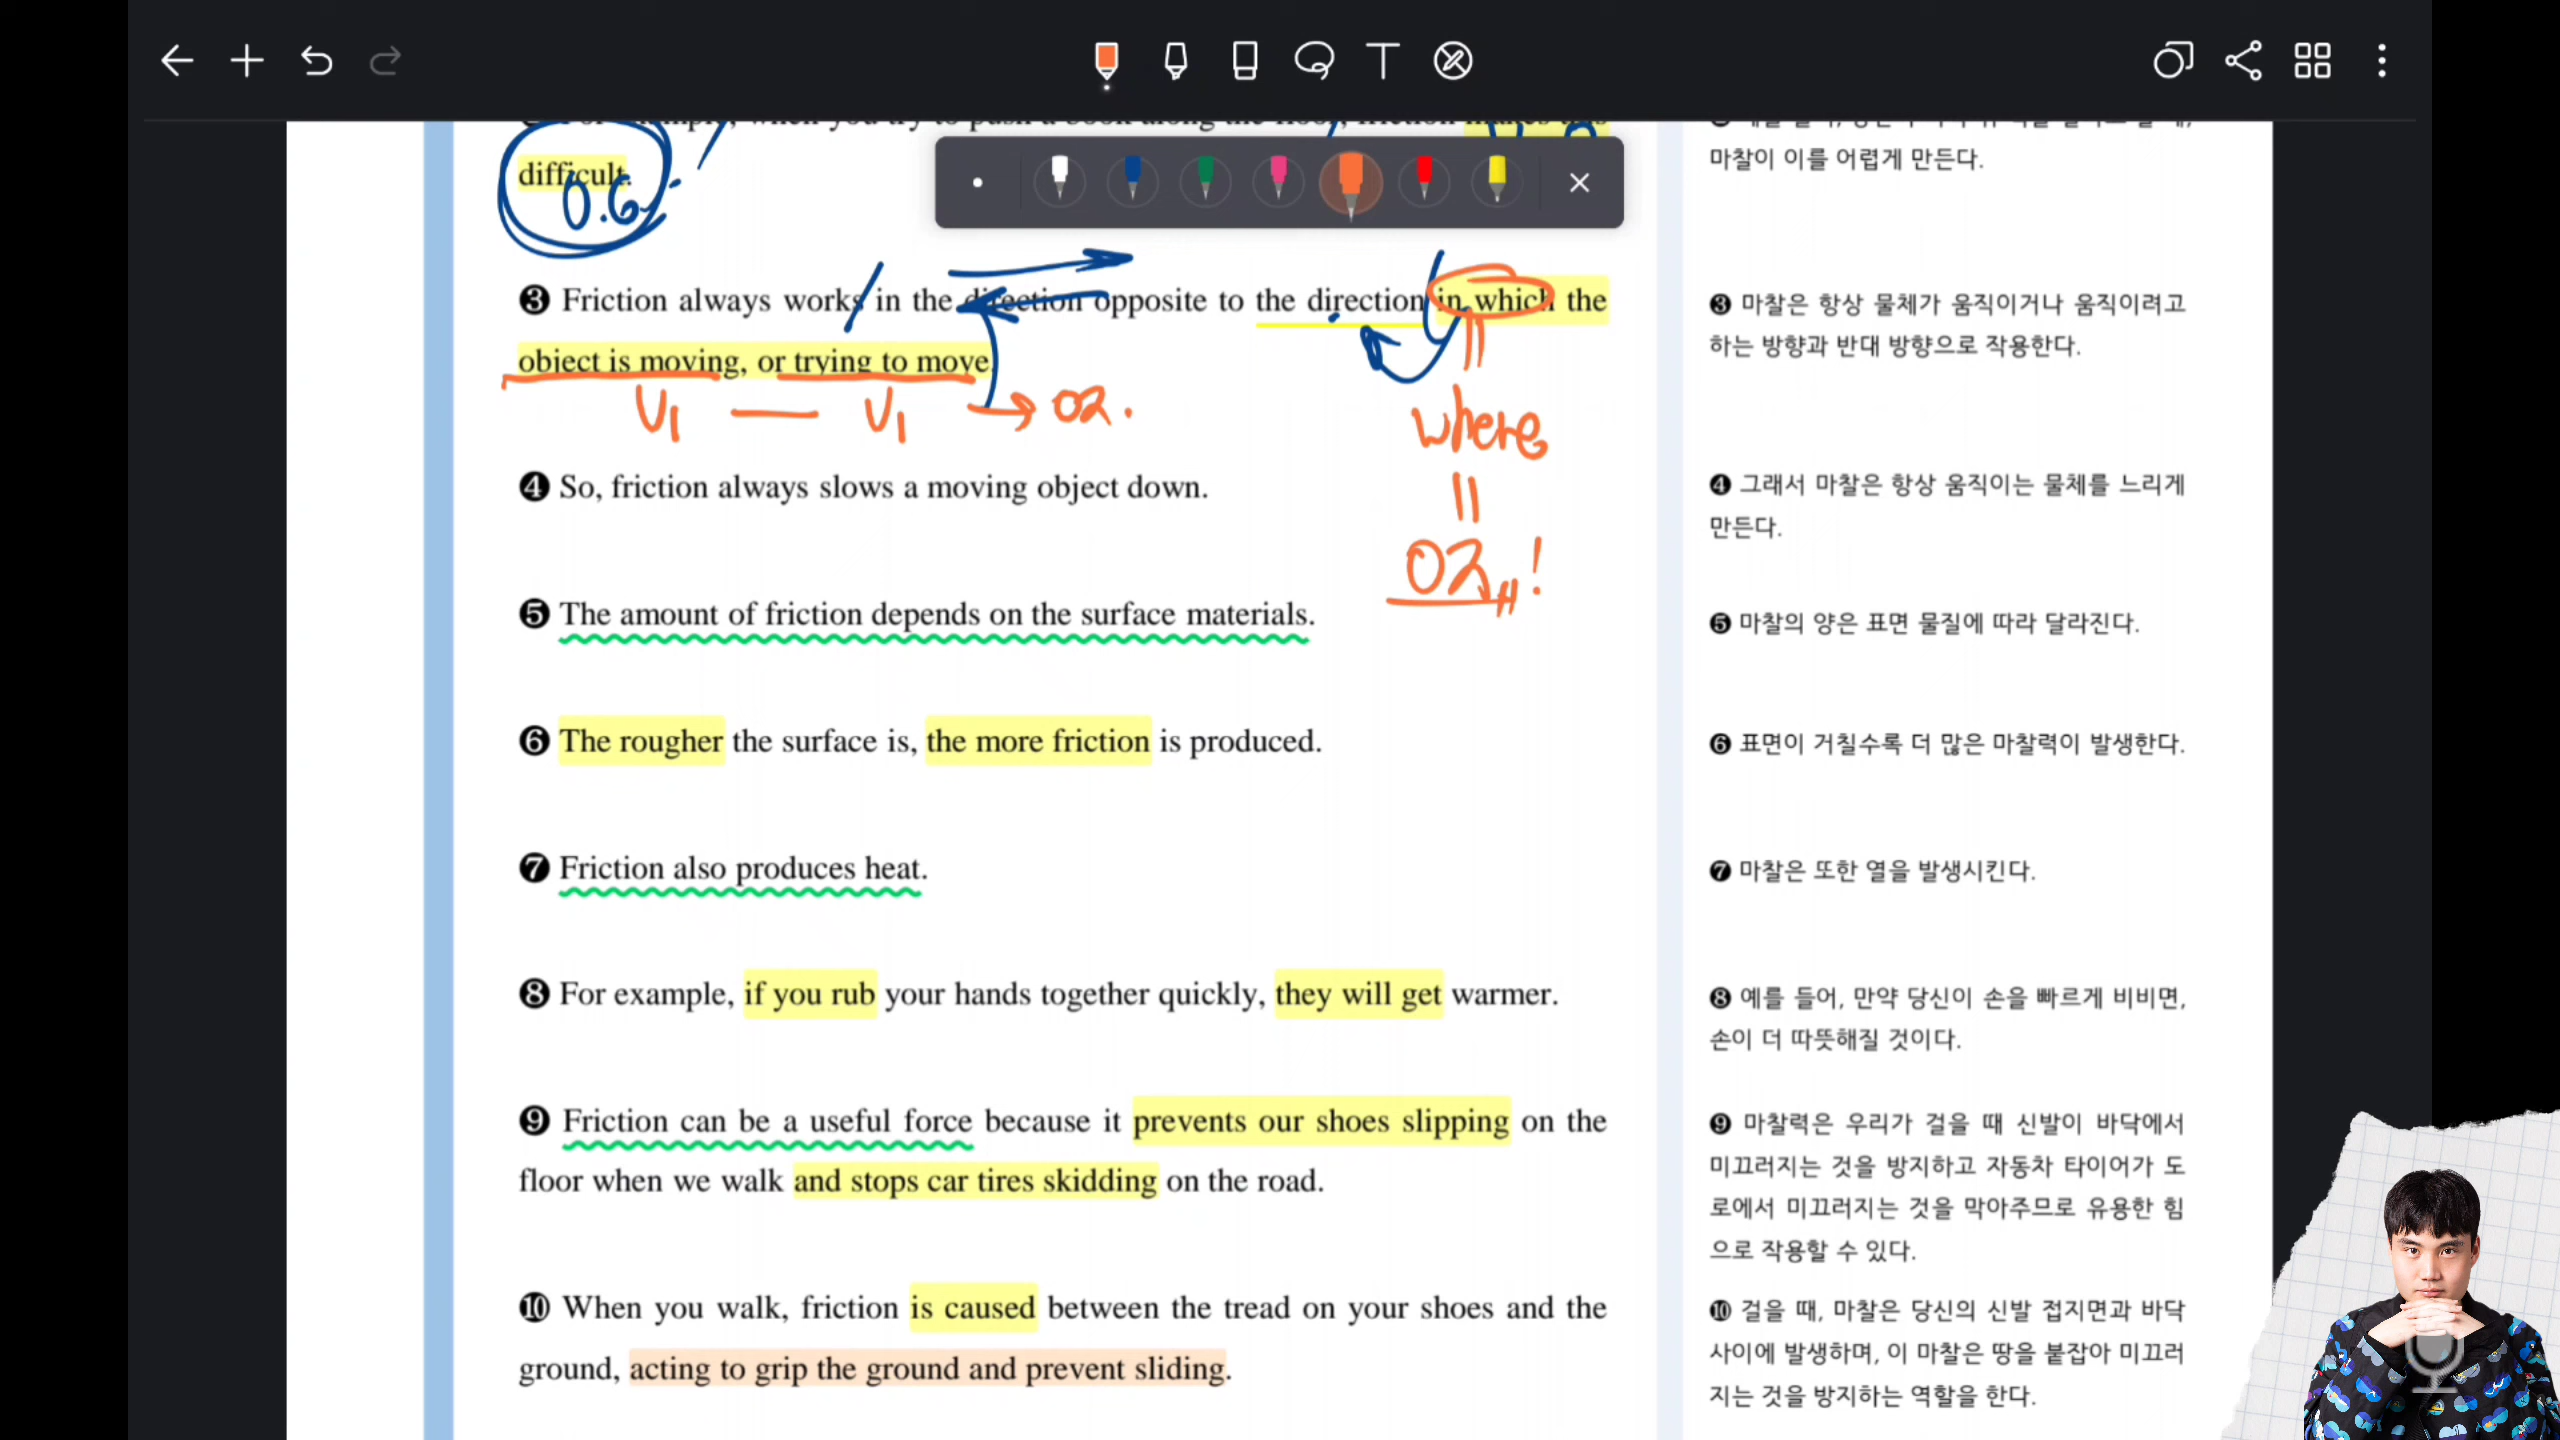 difficult.
0.6
❸ Friction always works in the direction opposite to the direction in which the
object is moving, or trying to move.
V1 — V1 → 02.
where
||
02 !
❹ So, friction always slows a moving object down.
❺ The amount of friction depends on the surface materials.
❻ The rougher the surface is, the more friction is produced.
❼ Friction also produces heat.
❽ For example, if you rub your hands together quickly, they will get warmer.
❾ Friction can be a useful force because it prevents our shoes slipping on the
floor when we walk and stops car tires skidding on the road.
❿ When you walk, friction is caused between the tread on your shoes and the
ground, acting to grip the ground and prevent sliding.
마찰이 이를 어렵게 만든다.
❸ 마찰은 항상 물체가 움직이거나 움직이려고
하는 방향과 반대 방향으로 작용한다.
❹ 그래서 마찰은 항상 움직이는 물체를 느리게
만든다.
❺ 마찰의 양은 표면 물질에 따라 달라진다.
❻ 표면이 거칠수록 더 많은 마찰력이 발생한다.
❼ 마찰은 또한 열을 발생시킨다.
❽ 예를 들어, 만약 당신이 손을 빠르게 비비면,
손이 더 따뜻해질 것이다.
❾ 마찰력은 우리가 걸을 때 신발이 바닥에서
미끄러지는 것을 방지하고 자동차 타이어가 도
로에서 미끄러지는 것을 막아주므로 유용한 힘
으로 작용할 수 있다.
❿ 걸을 때, 마찰은 당신의 신발 접지면과 바닥
사이에 발생하며, 이 마찰은 땅을 붙잡아 미끄러
지는 것을 방지하는 역할을 한다.